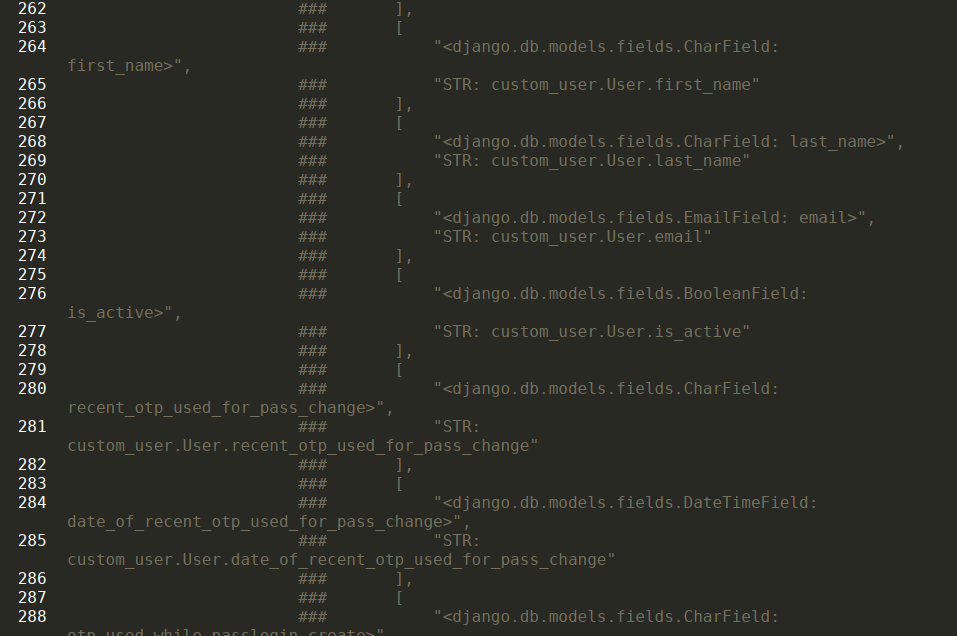 262 ### ],
263 ### [
264 ### "<django.db.models.fields.CharField:
first_name>",
265 ### "STR: custom_user.User.first_name"
266 ### ],
267 ### [
268 ### "<django.db.models.fields.CharField: last_name>",
269 ### "STR: custom_user.User.last_name"
270 ### ],
271 ### [
272 ### "<django.db.models.fields.EmailField: email>",
273 ### "STR: custom_user.User.email"
274 ### ],
275 ### [
276 ### "<django.db.models.fields.BooleanField:
is_active>",
277 ### "STR: custom_user.User.is_active"
278 ### ],
279 ### [
280 ### "<django.db.models.fields.CharField:
recent_otp_used_for_pass_change>",
281 ### "STR:
custom_user.User.recent_otp_used_for_pass_change"
282 ### ],
283 ### [
284 ### "<django.db.models.fields.DateTimeField:
date_of_recent_otp_used_for_pass_change>",
285 ### "STR:
custom_user.User.date_of_recent_otp_used_for_pass_change"
286 ### ],
287 ### [
288 ### "<django.db.models.fields.CharField:
otp_used_while_passlogin_create>"